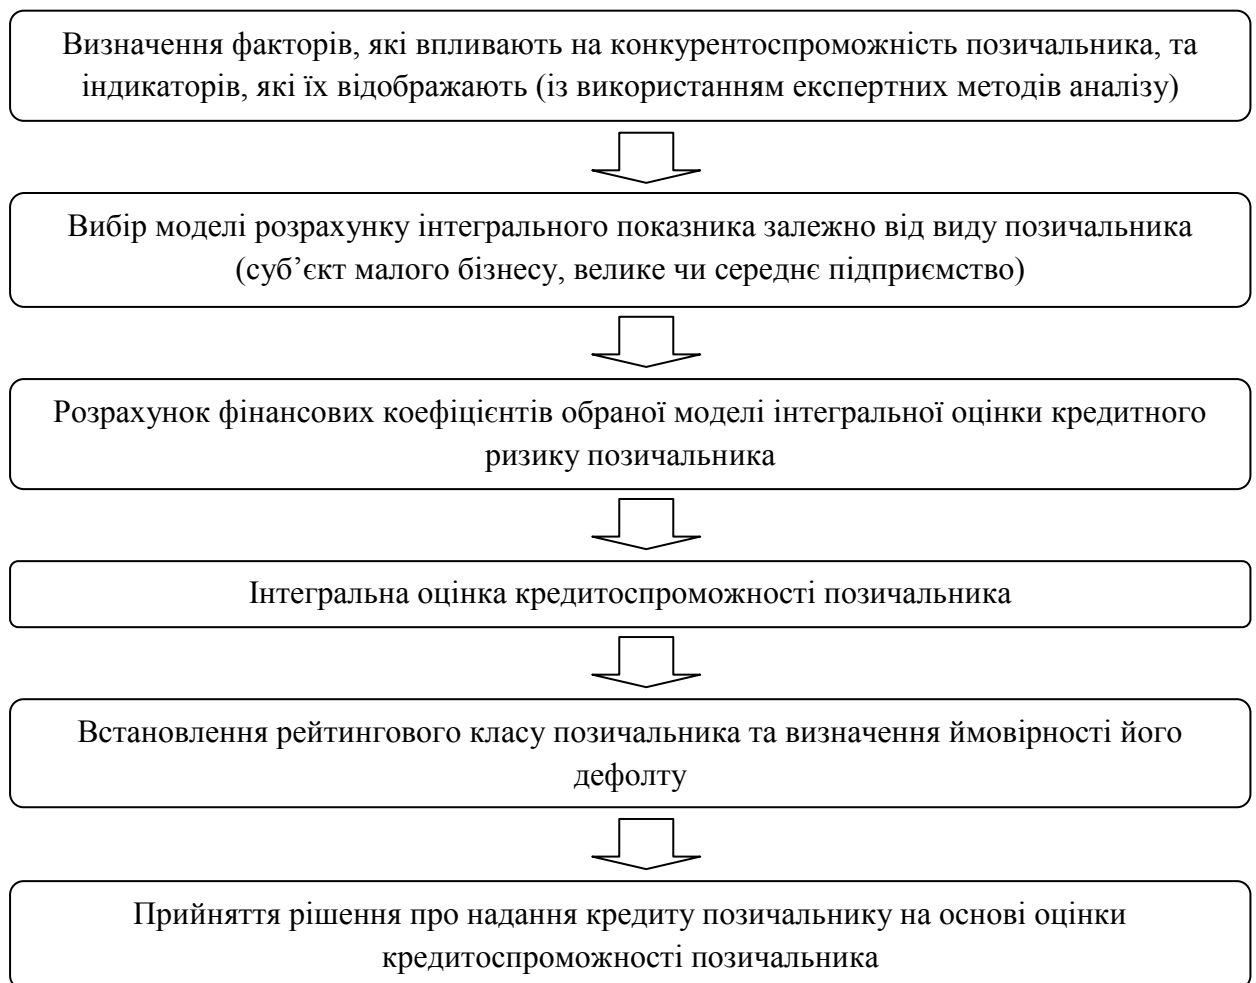 Визначення факторів, які впливають на конкурентоспроможність позичальника, та
індикаторів, які їх відображають (із використанням експертних методів аналізу)
Вибір моделі розрахунку інтегрального показника залежно від виду позичальника
(суб’єкт малого бізнесу, велике чи середнє підприємство)
Розрахунок фінансових коефіцієнтів обраної моделі інтегральної оцінки кредитного
ризику позичальника
Інтегральна оцінка кредитоспроможності позичальника
Встановлення рейтингового класу позичальника та визначення ймовірності його
дефолту
Прийняття рішення про надання кредиту позичальнику на основі оцінки
кредитоспроможності позичальника